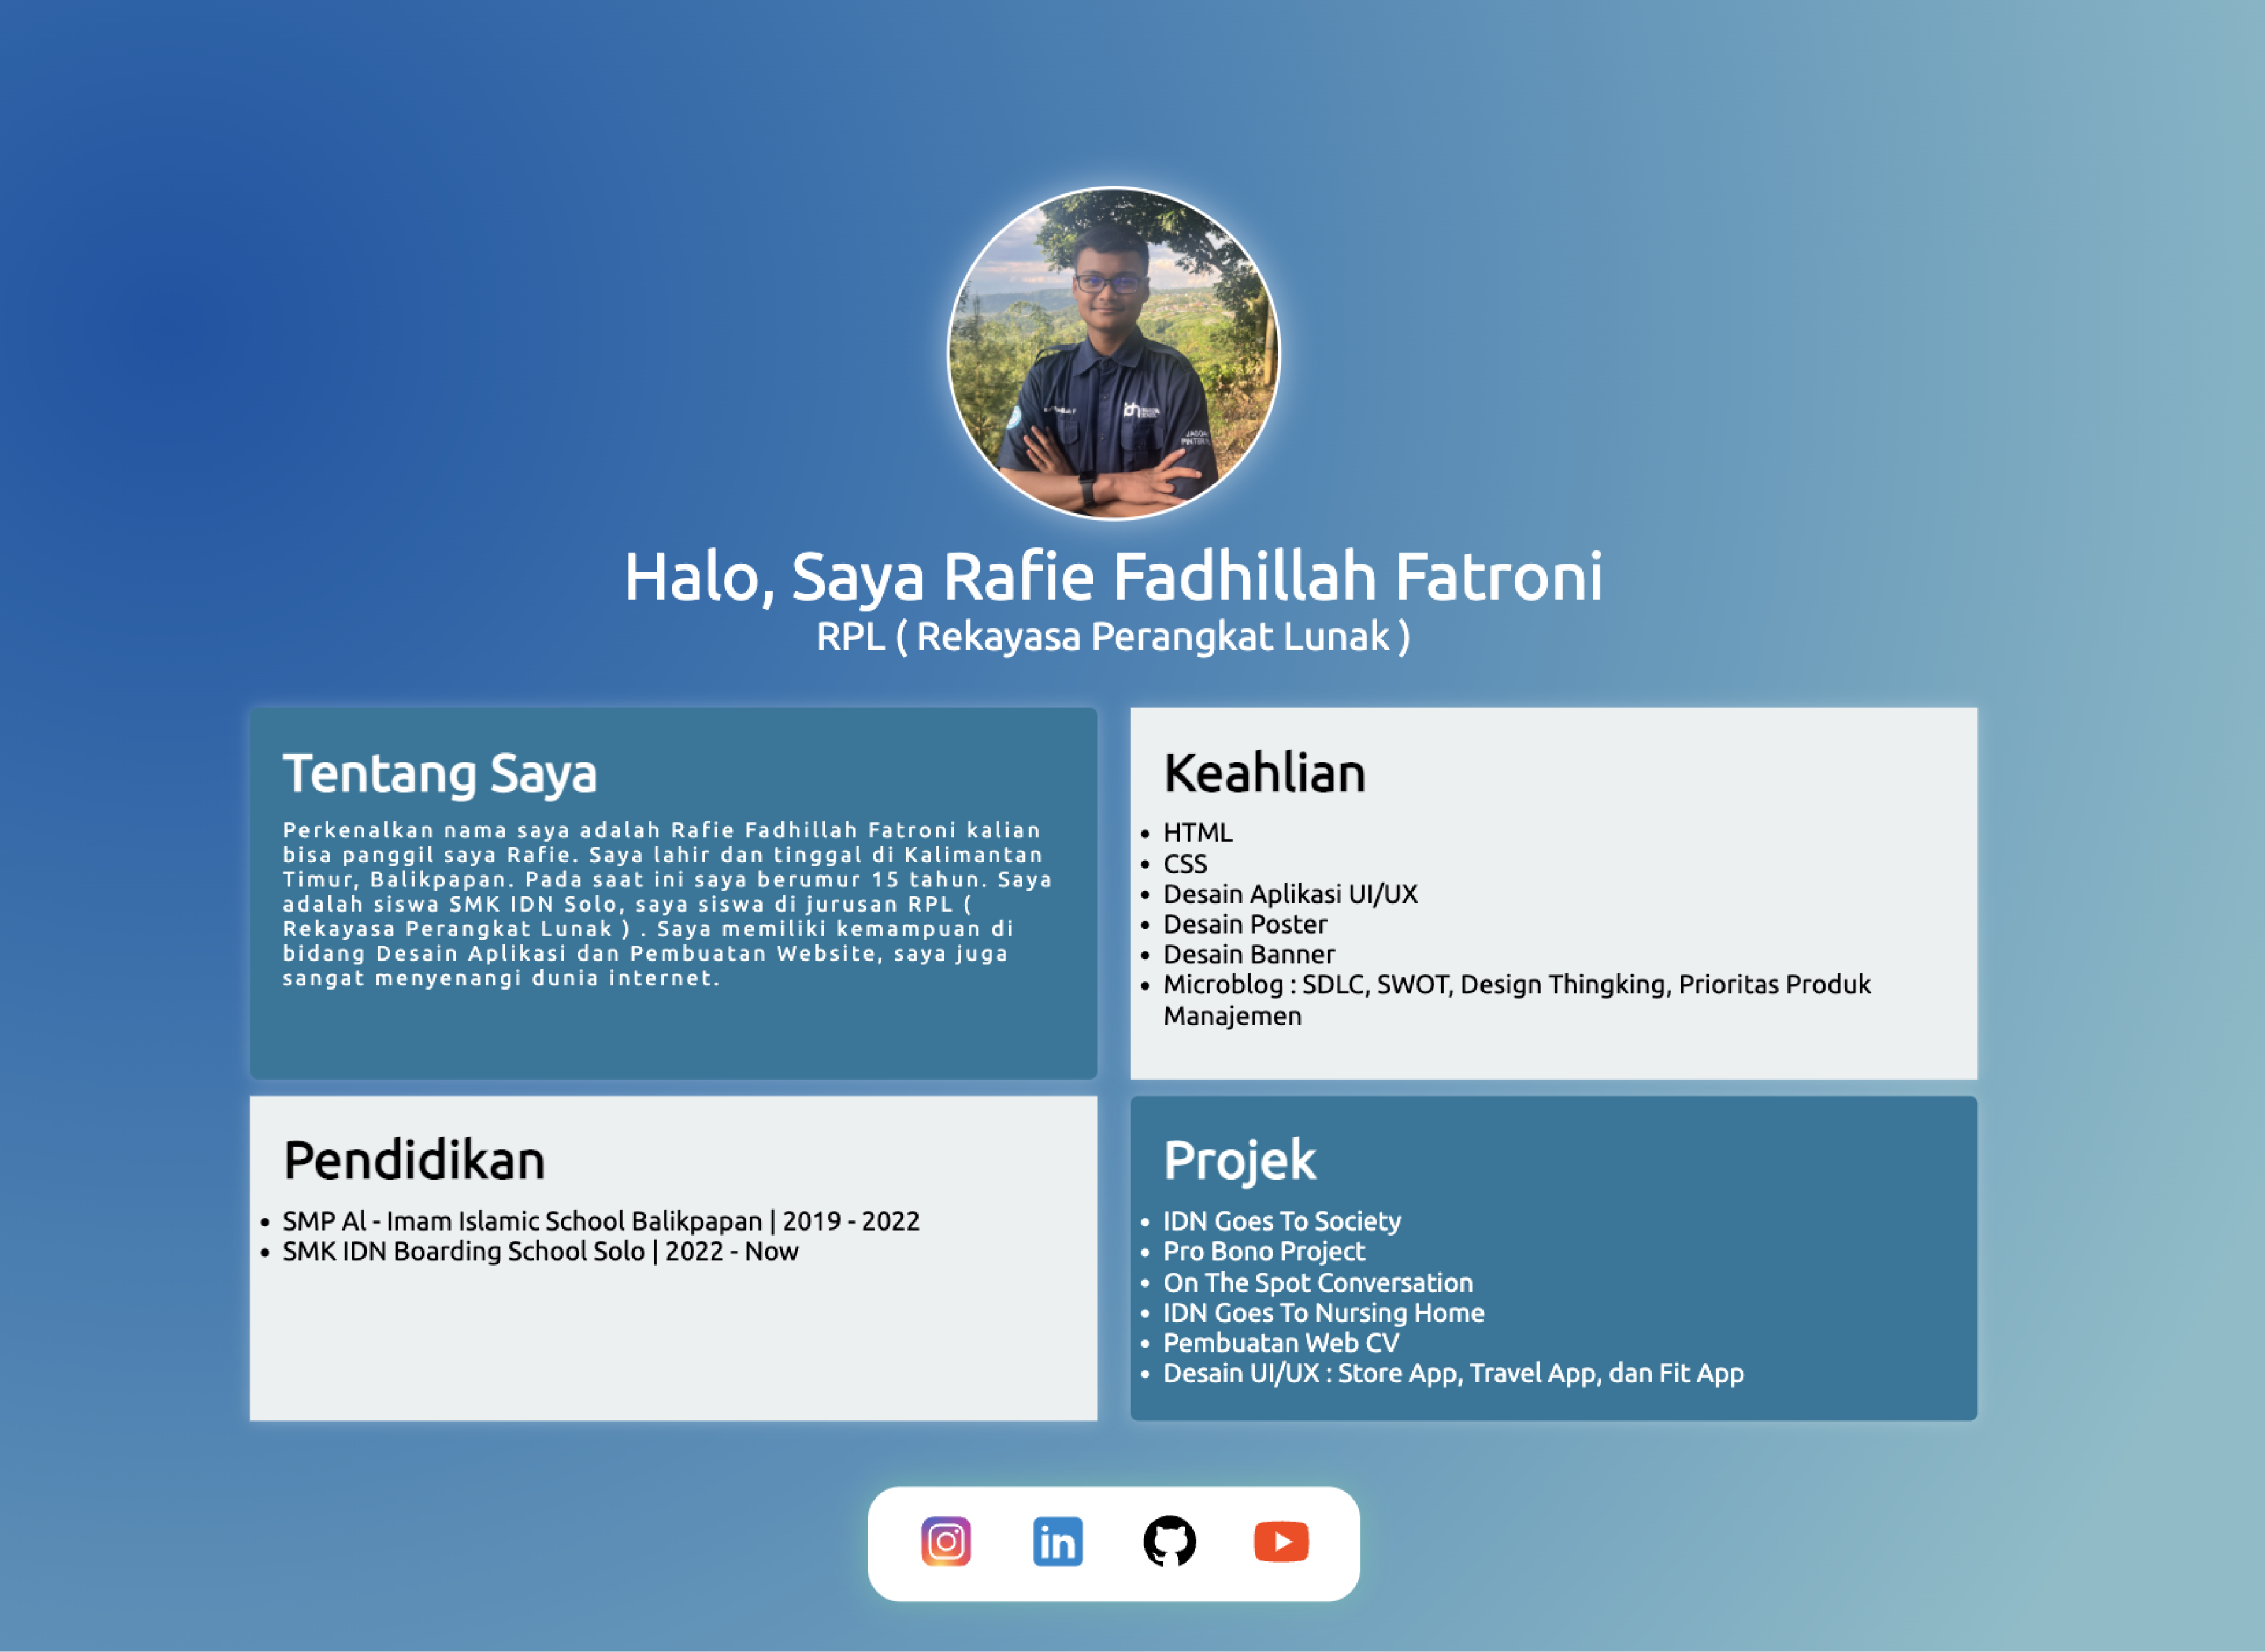 Halo, Saya Rafie Fadhillah Fatroni
RPL ( Rekayasa Perangkat Lunak )
Tentang Saya
Perkenalkan nama saya adalah Rafie Fadhillah Fatroni kalian
bisa panggil saya Rafie. Saya lahir dan tinggal di Kalimantan
Timur, Balikpapan. Pada saat ini saya berumur 15 tahun. Saya
adalah siswa SMK IDN Solo, saya siswa di jurusan RPL (
Rekayasa Perangkat Lunak ) . Saya memiliki kemampuan di
bidang Desain Aplikasi dan Pembuatan Website, saya juga
sangat menyenangi dunia internet.
Keahlian
• HTML
• CSS
• Desain Aplikasi UI/UX
• Desain Poster
• Desain Banner
• Microblog : SDLC, SWOT, Design Thingking, Prioritas Produk
Manajemen
Pendidikan
• SMP Al - Imam Islamic School Balikpapan | 2019 - 2022
• SMK IDN Boarding School Solo | 2022 - Now
Projek
• IDN Goes To Society
• Pro Bono Project
• On The Spot Conversation
• IDN Goes To Nursing Home
• Pembuatan Web CV
• Desain UI/UX : Store App, Travel App, dan Fit App
in